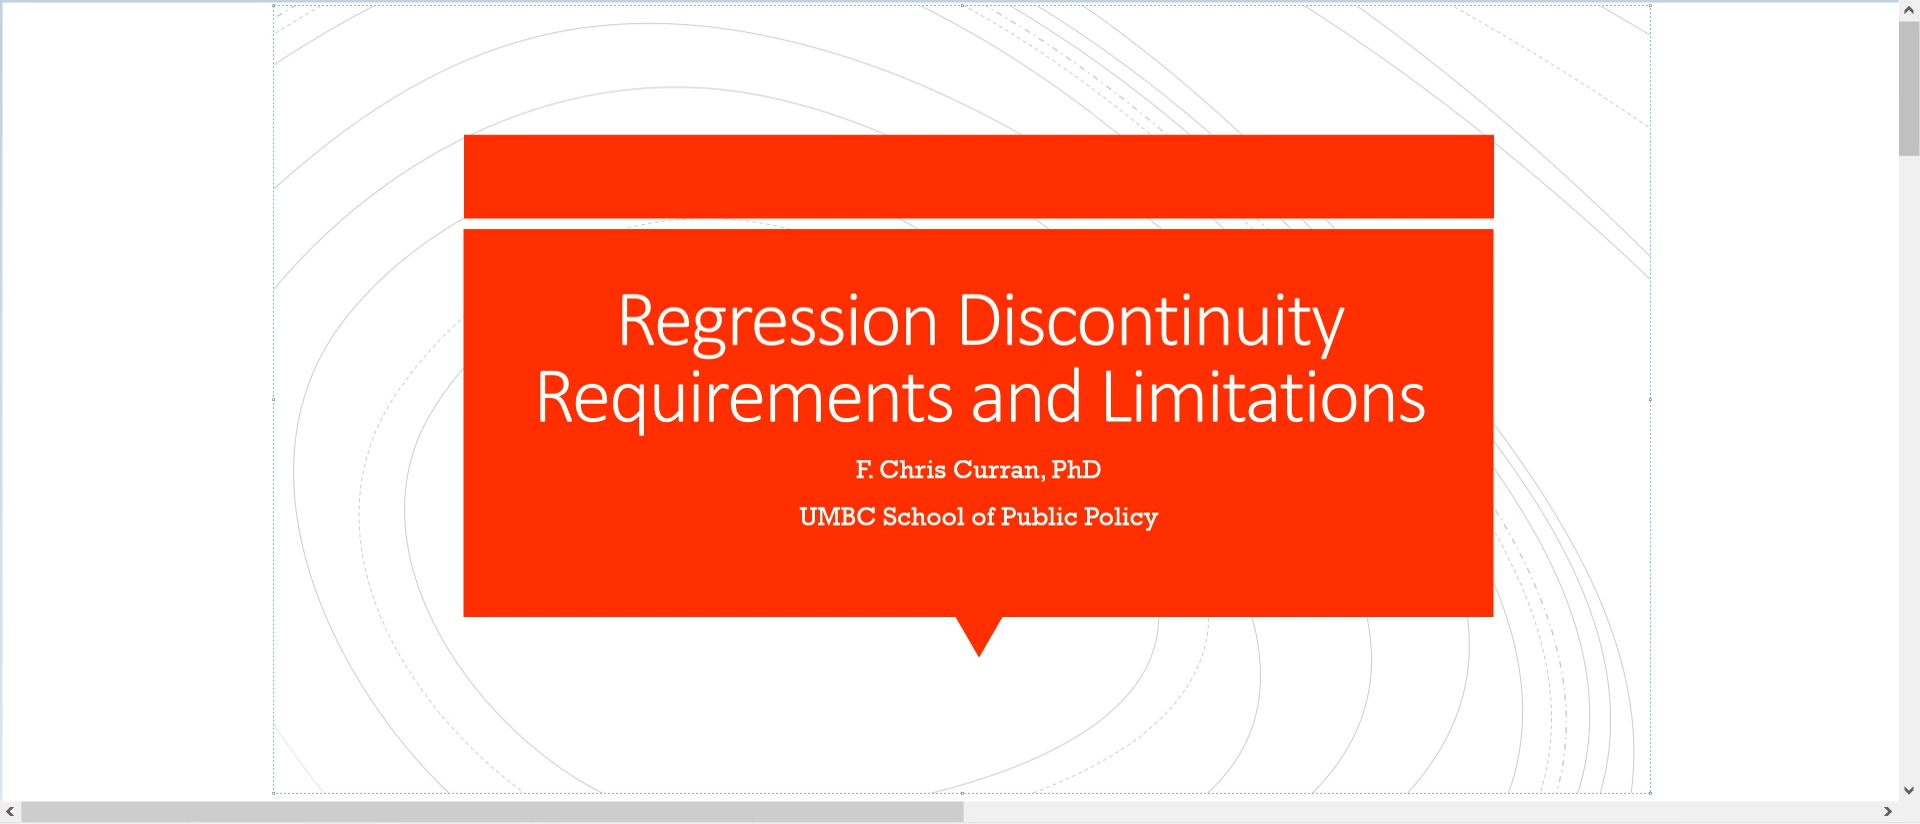 Regression Discontinuity
Requirements and Limitations
F. Chris Curran, PhD
UMBC School of Public Policy